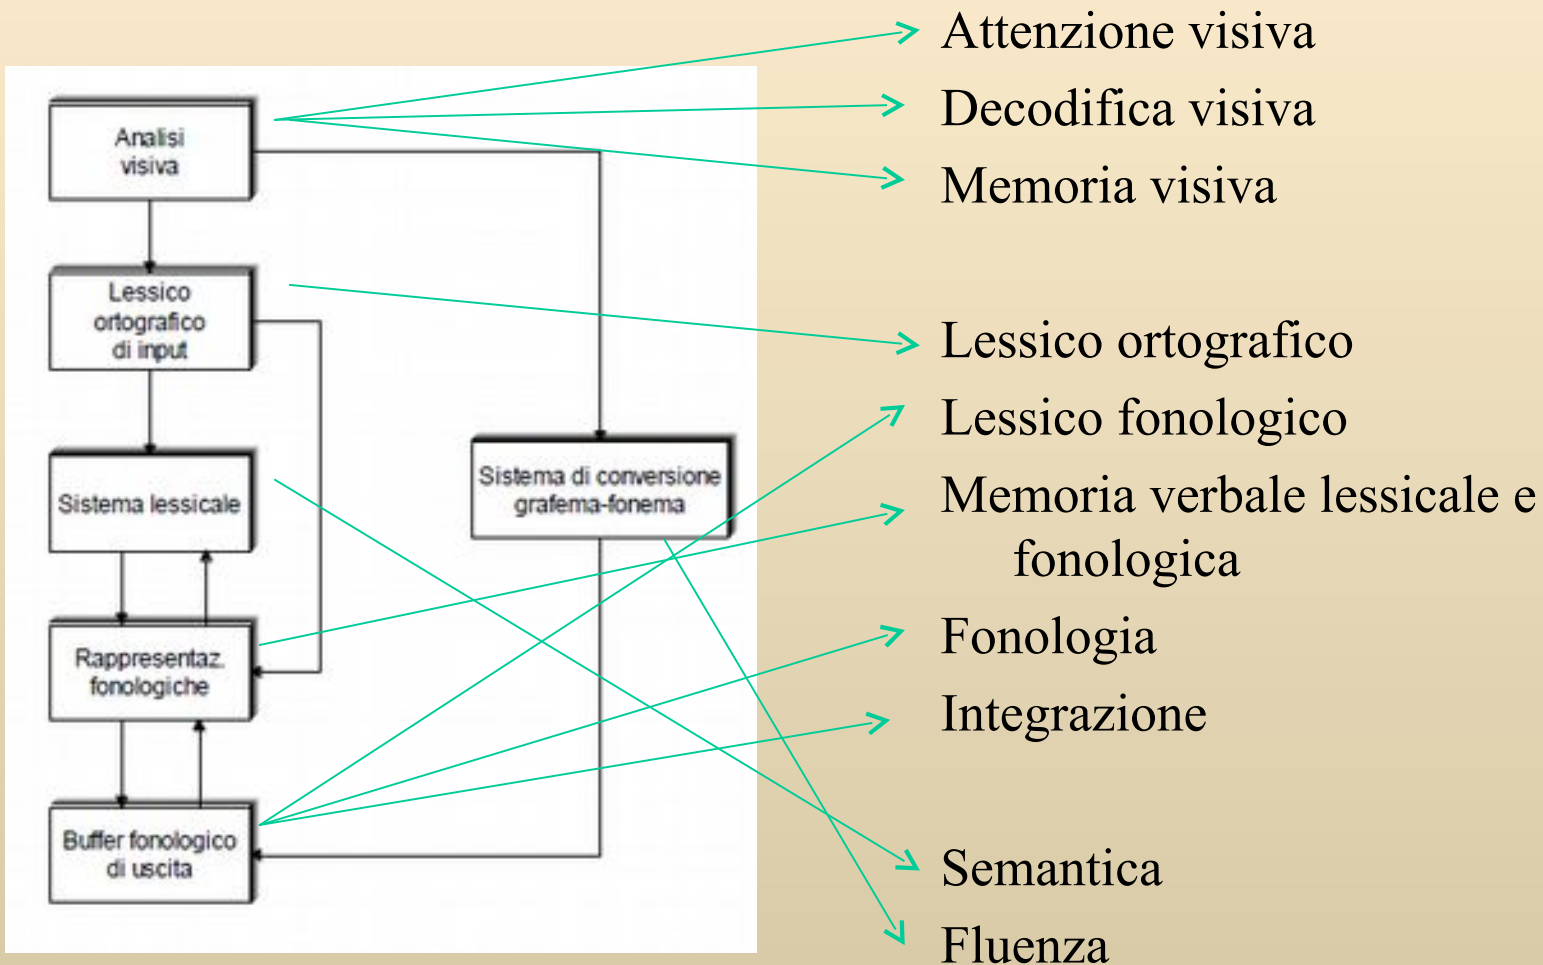 Analisi
visiva
Lessico
ortografico
di input
Sistema lessicale
Rappresentaz.
fonologiche
Buffer fonologico
di uscita
Sistema di conversione
grafema-fonema
Attenzione visiva
Decodifica visiva
Memoria visiva
Lessico ortografico
Lessico fonologico
Memoria verbale lessicale e
fonologica
Fonologia
Integrazione
Semantica
Fluenza